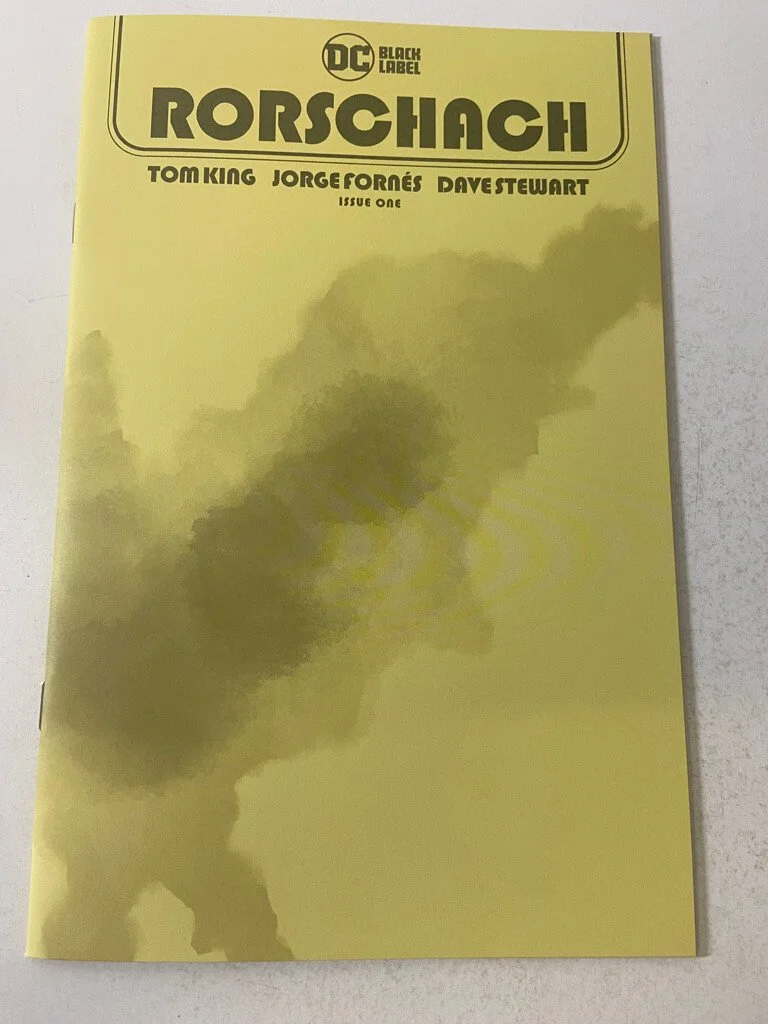 DC BLACK LABEL
RORSCHACH
TOM KING JORGE FORNÉS DAVE STEWART
ISSUE ONE